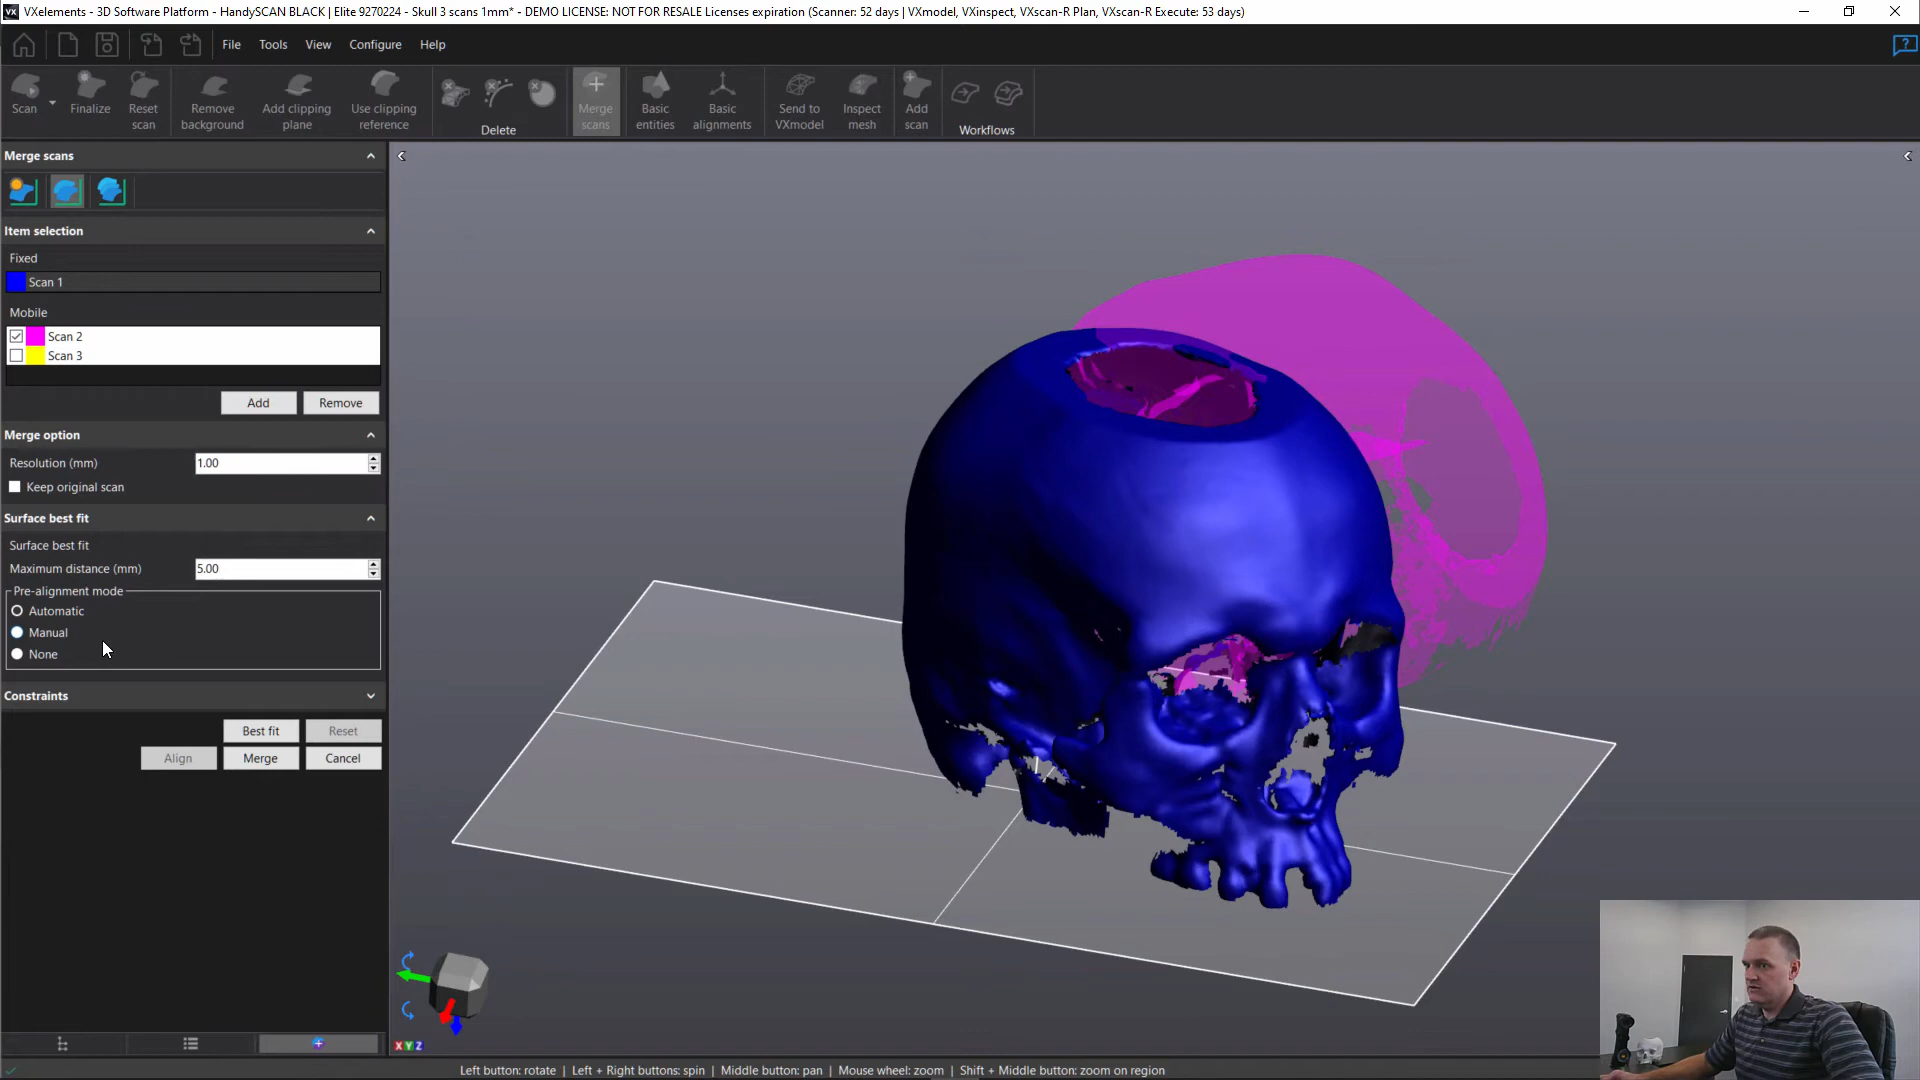 VXelements - 3D Software Platform - HandySCAN BLACK | Elite 9270224 - Skull 3 scans 1mm* - DEMO LICENSE: NOT FOR RESALE Licenses expiration (Scanner: 52 days | VXmodel, VXinspect, VXscan-R Plan, VXscan-R Execute: 53 days)
File Tools View Configure Help
Scan
Finalize
Reset scan
Remove background
Add clipping plane
Use clipping reference
Delete
Merge scans
Basic entities
Basic alignments
Send to VXmodel
Inspect mesh
Add scan
Workflows
Merge scans
Item selection
Fixed
Scan 1
Mobile
Scan 2
Scan 3
Add Remove
Merge option
Resolution (mm) 1.00
Keep original scan
Surface best fit
Surface best fit
Maximum distance (mm) 5.00
Pre-alignment mode
Automatic
Manual
None
Constraints
Best fit Reset
Align Merge Cancel
XYZ
Left button: rotate | Left + Right buttons: spin | Middle button: pan | Mouse wheel: zoom | Shift + Middle button: zoom on region